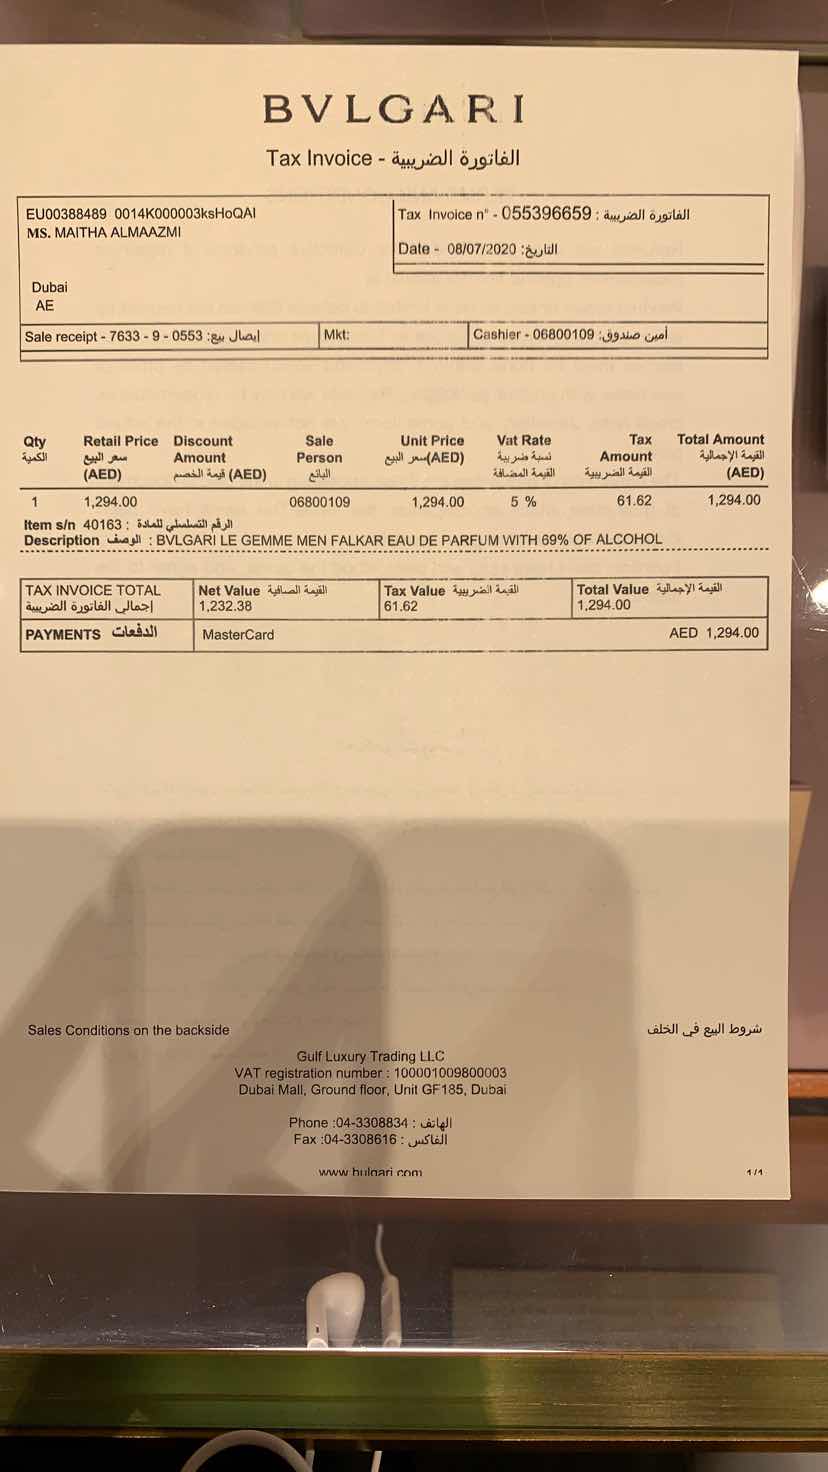 BVLGARI
Tax Invoice - الفاتورة الضريبية
EU00388489 0014K000003ksHoQAI
MS. MAITHA ALMAAZMI
Dubai
AE
Tax Invoice n° - 055396659 : الفاتورة الضريبية
Date - 08/07/2020 :التاريخ
Sale receipt - 7633 - 9 - 0553 :إيصال بيع
Mkt:
Cashier - 06800109 :أمين صندوق
Qty Retail Price Discount Sale Unit Price Vat Rate Tax Total Amount
الكمية سعر البيع Amount Person سعر البيع(AED) نسبة ضريبة Amount القيمة الإجمالية
(AED) قيمة الخصم (AED) البائع القيمة المضافة القيمة الضريبية (AED)
1 1,294.00 06800109 1,294.00 5 % 61.62 1,294.00
Item s/n 40163 : الرقم التسلسلي للمادة
Description الوصف : BVLGARI LE GEMME MEN FALKAR EAU DE PARFUM WITH 69% OF ALCOHOL
TAX INVOICE TOTAL Net Value القيمة الصافية Tax Value القيمة الضريبية Total Value القيمة الإجمالية
إجمالي الفاتورة الضريبية 1,232.38 61.62 1,294.00
PAYMENTS الدفعات MasterCard AED 1,294.00
Sales Conditions on the backside شروط البيع في الخلف
Gulf Luxury Trading LLC
VAT registration number : 100001009800003
Dubai Mall, Ground floor, Unit GF185, Dubai
Phone :04-3308834 : الهاتف
Fax :04-3308616 : الفاكس
www.bulgari.com
1/1